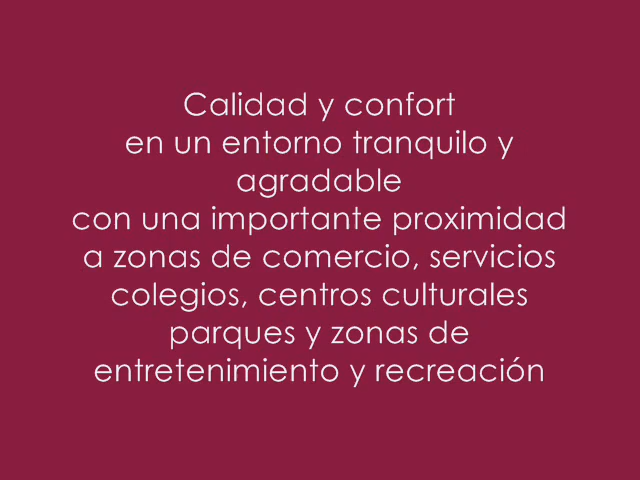 Calidad y confort
en un entorno tranquilo y
agradable
con una importante proximidad
a zonas de comercio, servicios
colegios, centros culturales
parques y zonas de
entretenimiento y recreación